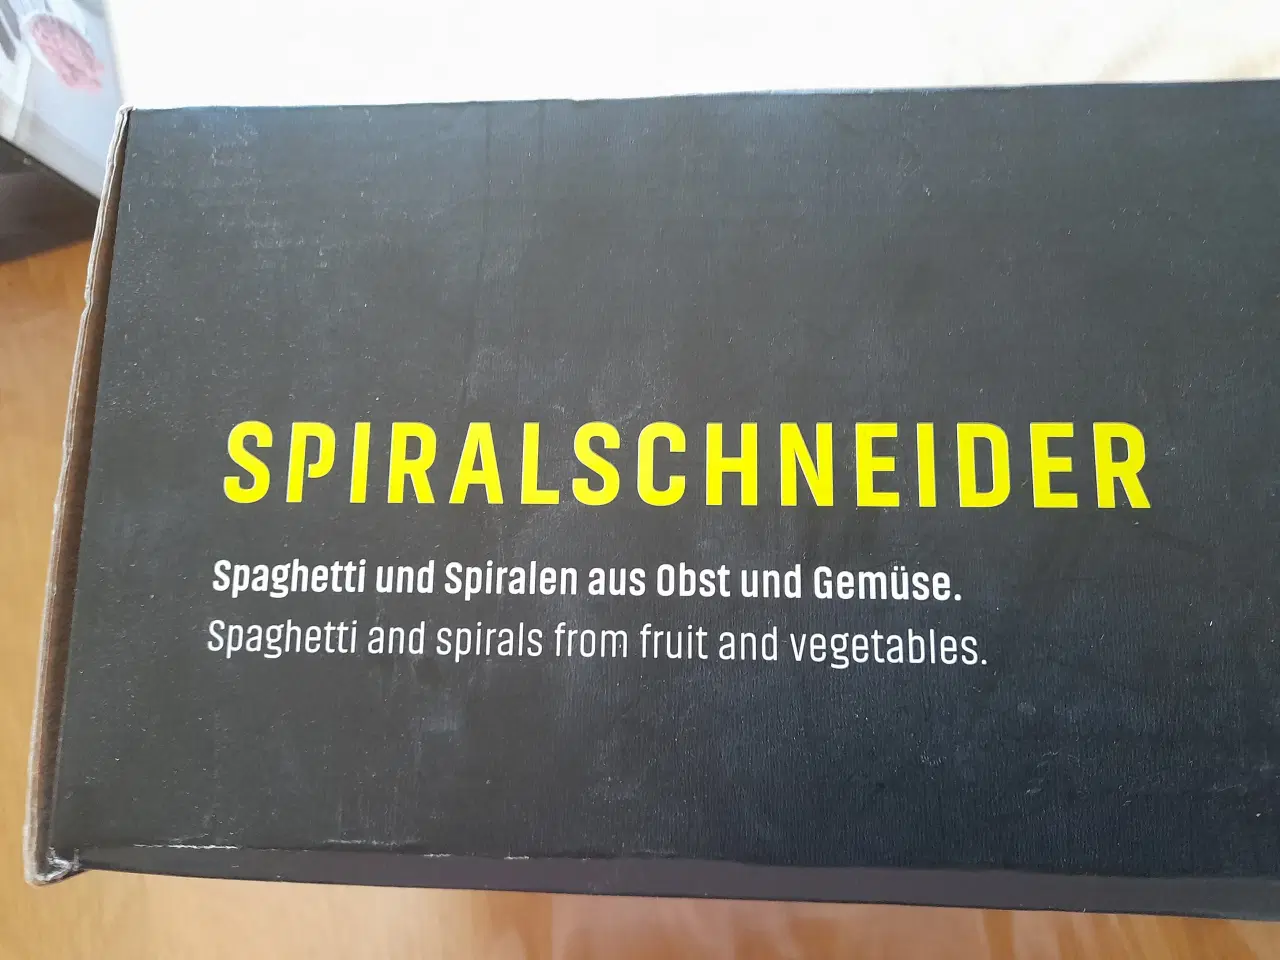 SPIRALSCHNEIDER
Spaghetti und Spiralen aus Obst und Gemüse.
Spaghetti and spirals from fruit and vegetables.